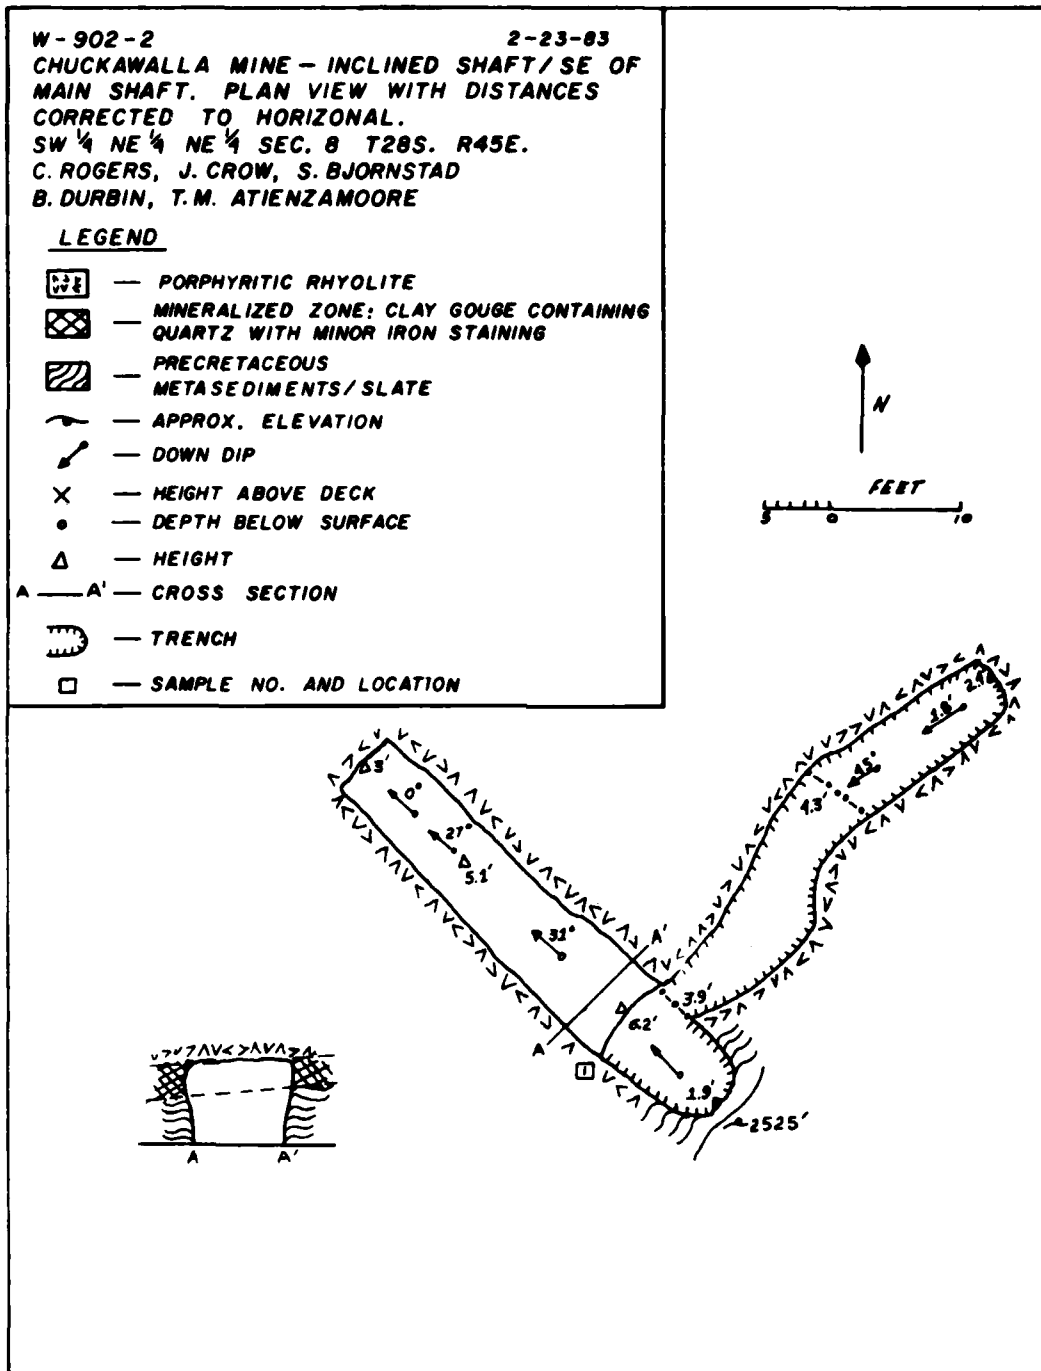 W-902-2 2-23-83
CHUCKAWALLA MINE - INCLINED SHAFT/ SE OF
MAIN SHAFT. PLAN VIEW WITH DISTANCES
CORRECTED TO HORIZONAL.
SW 1/4 NE 1/4 NE 1/4 SEC. 8 T28S. R45E.
C. ROGERS, J. CROW, S. BJORNSTAD
B. DURBIN, T. M. ATIENZAMOORE
LEGEND
— PORPHYRITIC RHYOLITE
— MINERALIZED ZONE: CLAY GOUGE CONTAINING
QUARTZ WITH MINOR IRON STAINING
— PRECRETACEOUS
METASEDIMENTS/ SLATE
— APPROX. ELEVATION
— DOWN DIP
— HEIGHT ABOVE DECK
— DEPTH BELOW SURFACE
— HEIGHT
A — A' — CROSS SECTION
— TRENCH
— SAMPLE NO. AND LOCATION
N
FEET
5 0 10
1.8'
45°
4.3'
3'
0°
27°
5.1'
31°
A'
3.9'
6.2'
A
1
1.9'
2525'
A A'